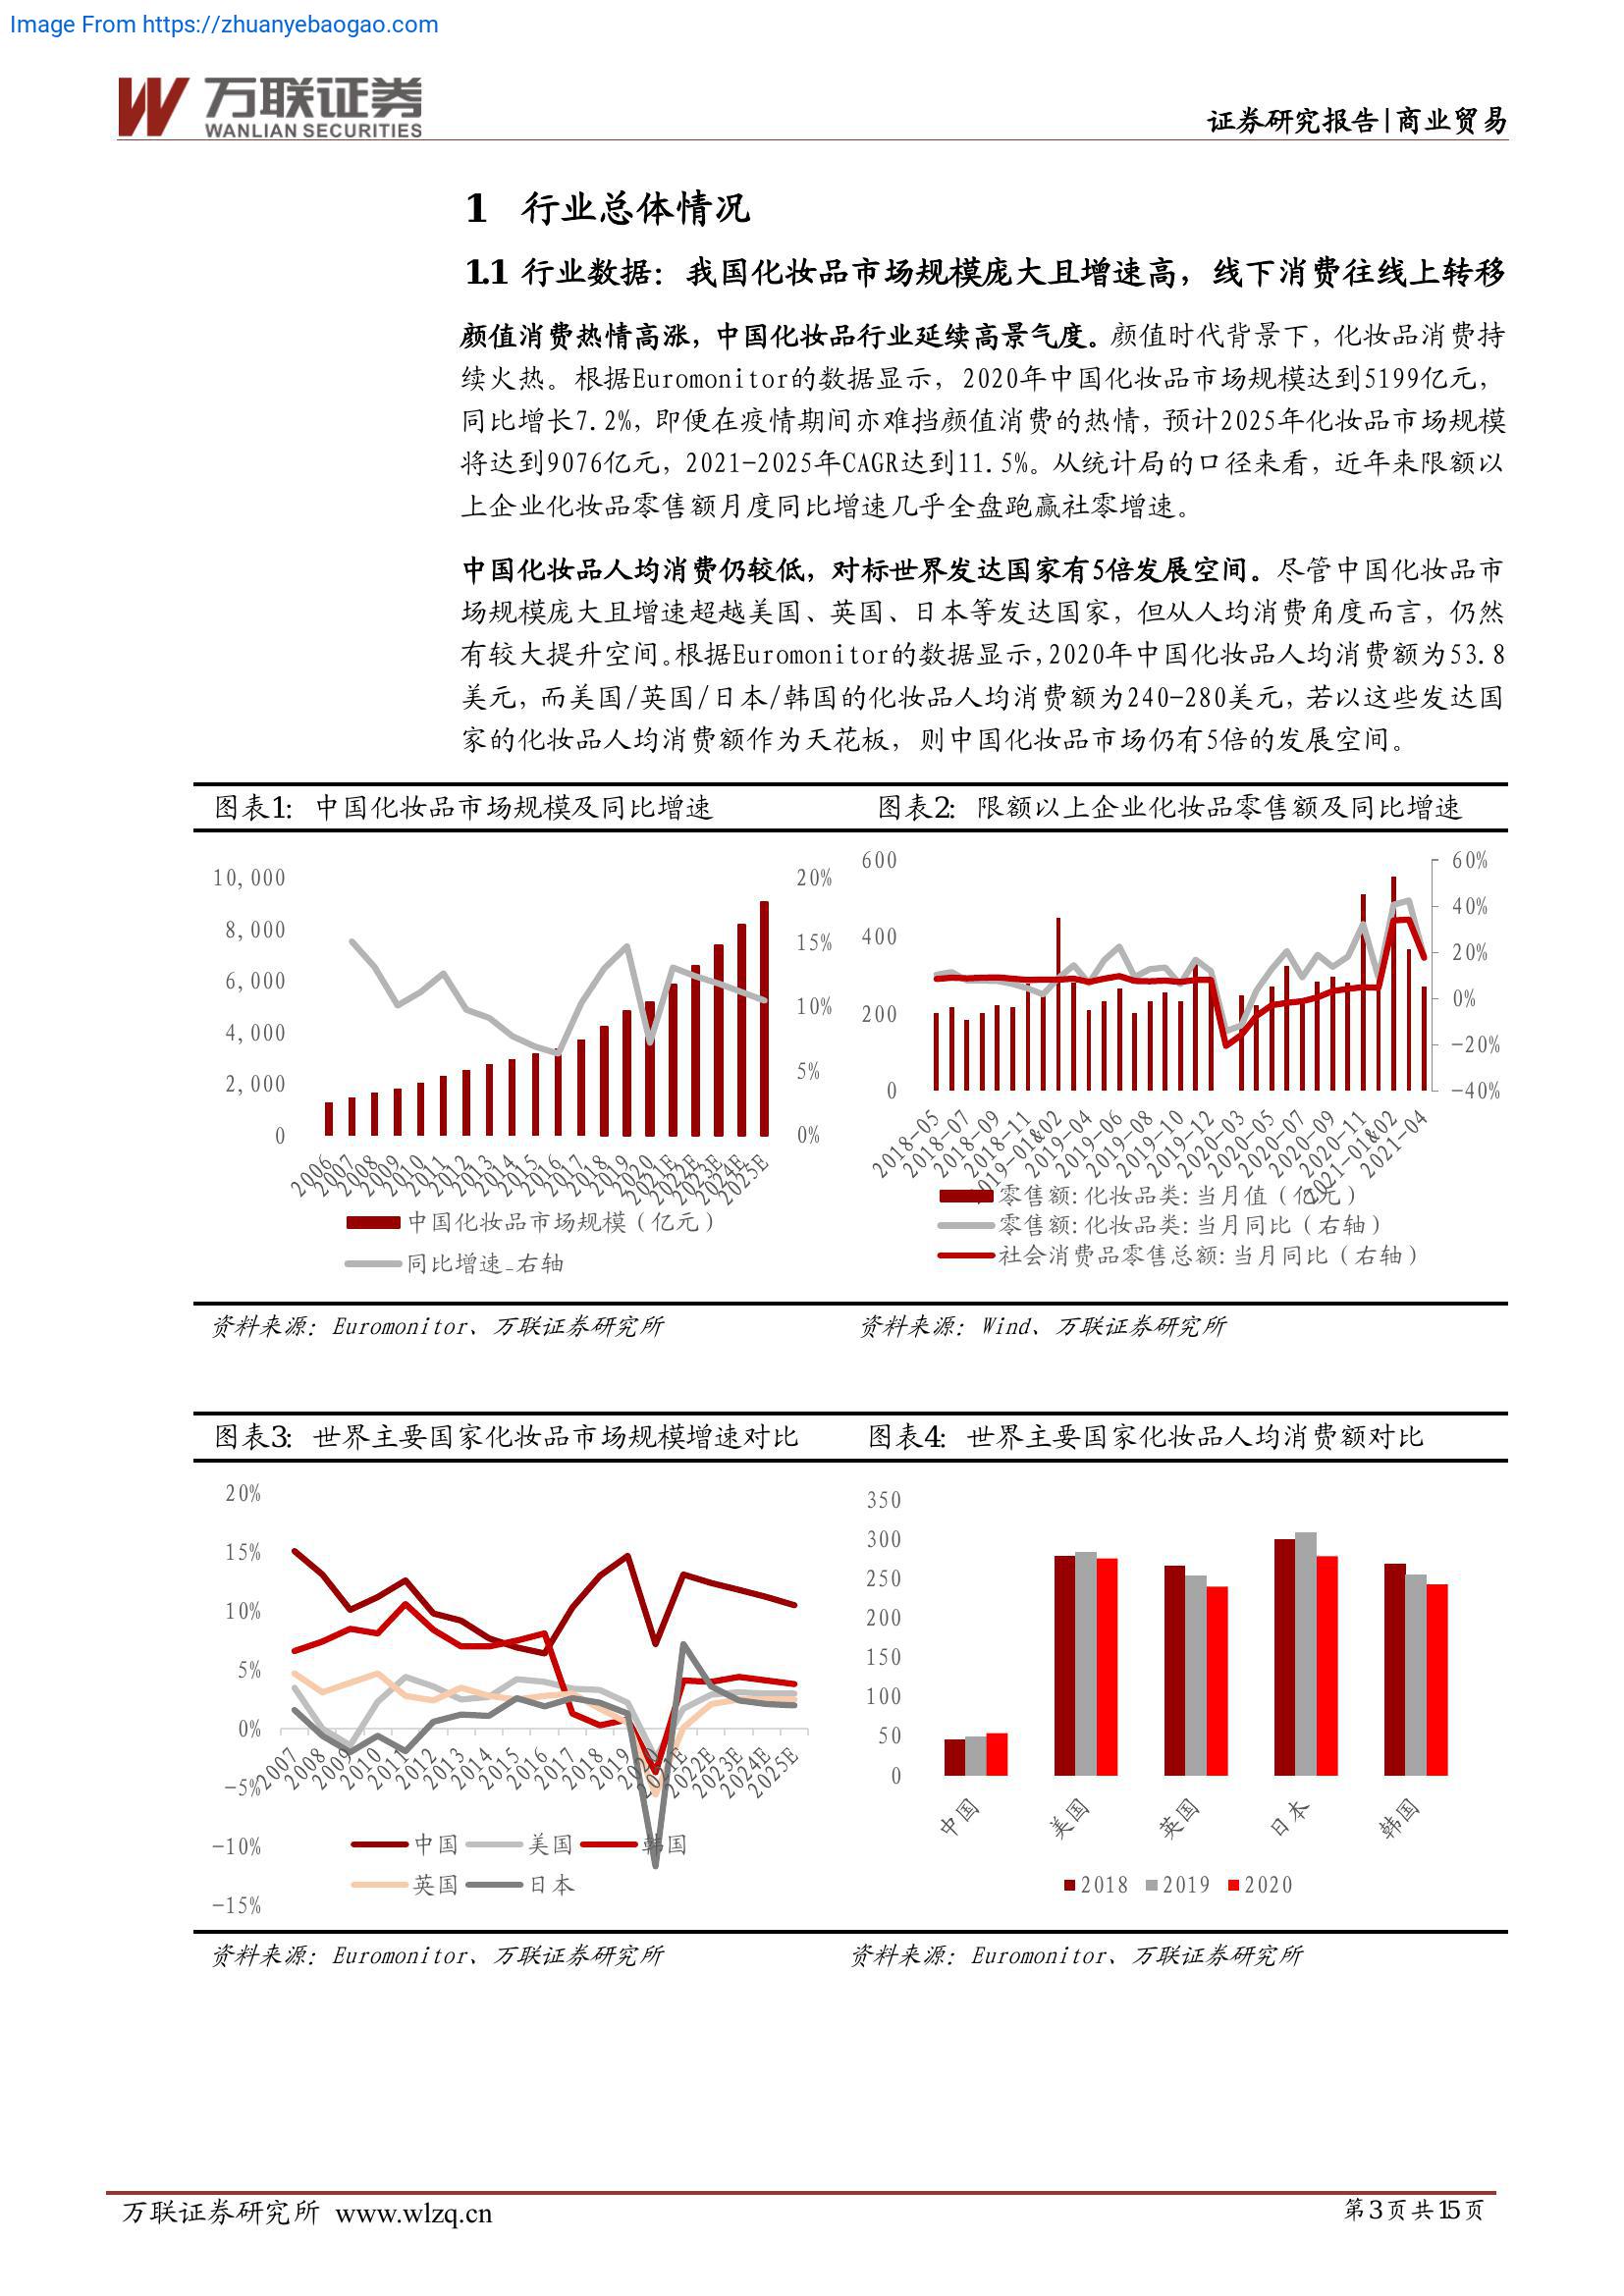 Image From https://zhuanyebaogao.com
万联证券
WANLIAN SECURITIES
证券研究报告|商业贸易
1 行业总体情况
1.1 行业数据：我国化妆品市场规模庞大且增速高，线下消费往线上转移
颜值消费热情高涨，中国化妆品行业延续高景气度。颜值时代背景下，化妆品消费持
续火热。根据Euromonitor的数据显示，2020年中国化妆品市场规模达到5199亿元，
同比增长7.2%，即便在疫情期间亦难挡颜值消费的热情，预计2025年化妆品市场规模
将达到9076亿元，2021-2025年CAGR达到11.5%。从统计局的口径来看，近年来限额以
上企业化妆品零售额月度同比增速几乎全盘跑赢社零增速。
中国化妆品人均消费仍较低，对标世界发达国家有5倍发展空间。尽管中国化妆品市
场规模庞大且增速超越美国、英国、日本等发达国家，但从人均消费角度而言，仍然
有较大提升空间。根据Euromonitor的数据显示，2020年中国化妆品人均消费额为53.8
美元，而美国/英国/日本/韩国的化妆品人均消费额为240-280美元，若以这些发达国
家的化妆品人均消费额作为天花板，则中国化妆品市场仍有5倍的发展空间。
图表1：中国化妆品市场规模及同比增速
10,000
8,000
6,000
4,000
2,000
0
20%
15%
10%
5%
0%
2006 2007 2008 2009 2010 2011 2012 2013 2014 2015 2016 2017 2018 2019 2020 2021E 2022E 2023E 2024E 2025E
中国化妆品市场规模（亿元）
同比增速-右轴
资料来源：Euromonitor、万联证券研究所
图表2：限额以上企业化妆品零售额及同比增速
600
400
200
0
60%
40%
20%
0%
-20%
-40%
2018-05 2018-07 2018-09 2018-11 2019-01&02 2019-04 2019-06 2019-08 2019-10 2019-12 2020-03 2020-05 2020-07 2020-09 2020-11 2021-01&02 2021-04
零售额:化妆品类:当月值（亿元）
零售额:化妆品类:当月同比（右轴）
社会消费品零售总额:当月同比（右轴）
资料来源：Wind、万联证券研究所
图表3：世界主要国家化妆品市场规模增速对比
20%
15%
10%
5%
0%
-5%
-10%
-15%
2007 2008 2009 2010 2011 2012 2013 2014 2015 2016 2017 2018 2019 2020 2021E 2022E 2023E 2024E 2025E
中国 美国 韩国
英国 日本
资料来源：Euromonitor、万联证券研究所
图表4：世界主要国家化妆品人均消费额对比
350
300
250
200
150
100
50
0
中国 美国 英国 日本 韩国
2018 2019 2020
资料来源：Euromonitor、万联证券研究所
万联证券研究所 www.wlzq.cn
第3页共15页